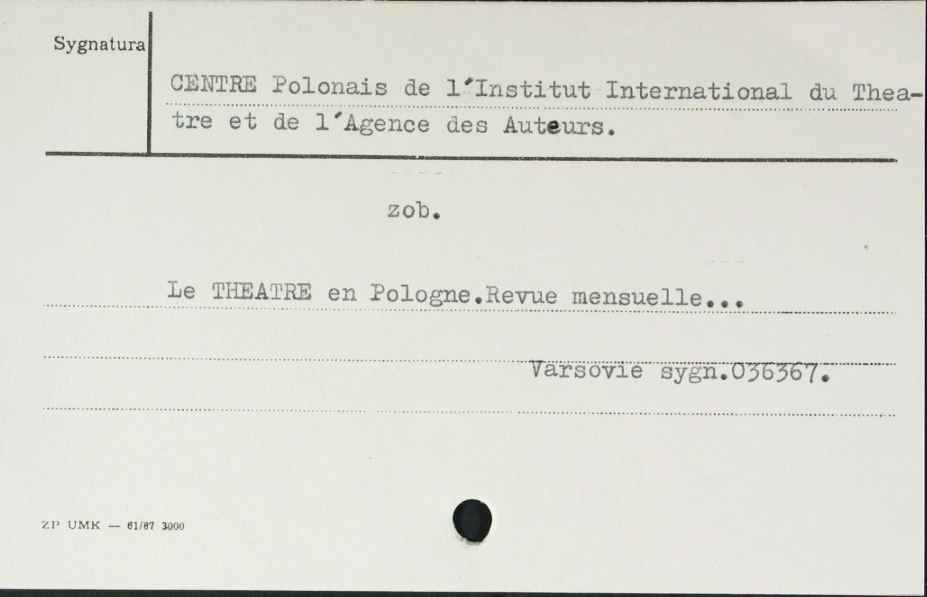 Sygnatura
CENTRE Polonais de l'Institut International du Thea-
tre et de l'Agence des Auteurs.
zob.
Le THEATRE en Pologne.Revue mensuelle...
Varsovie sygn.036367.
ZP UMK — 61/87 3000